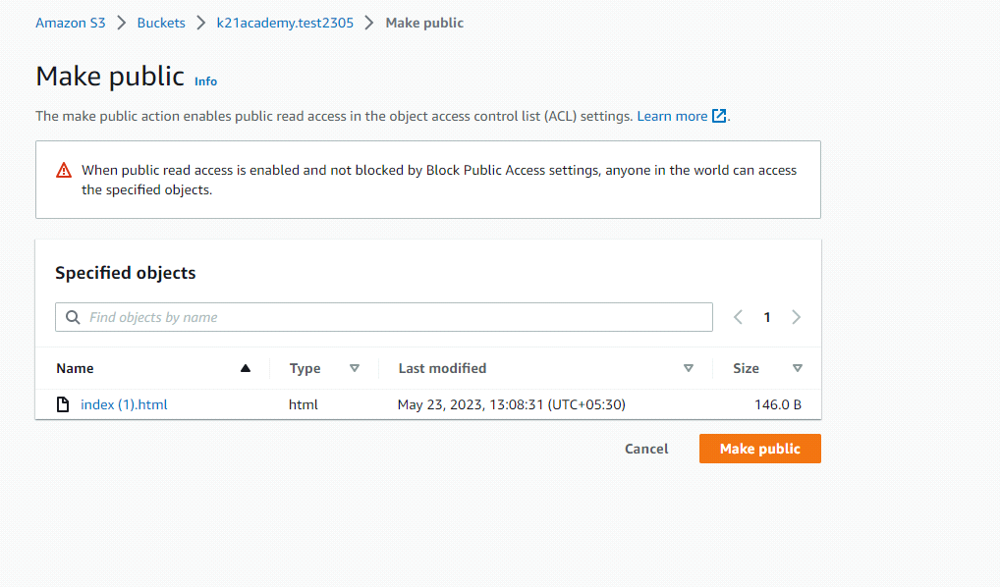 Amazon S3 > Buckets > k21academy.test2305 > Make public
Make public Info
The make public action enables public read access in the object access control list (ACL) settings. Learn more.
When public read access is enabled and not blocked by Block Public Access settings, anyone in the world can access
the specified objects.
Specified objects
Find objects by name
< 1 >
Name Type Last modified Size
index (1).html html May 23, 2023, 13:08:31 (UTC+05:30) 146.0 B
Cancel Make public